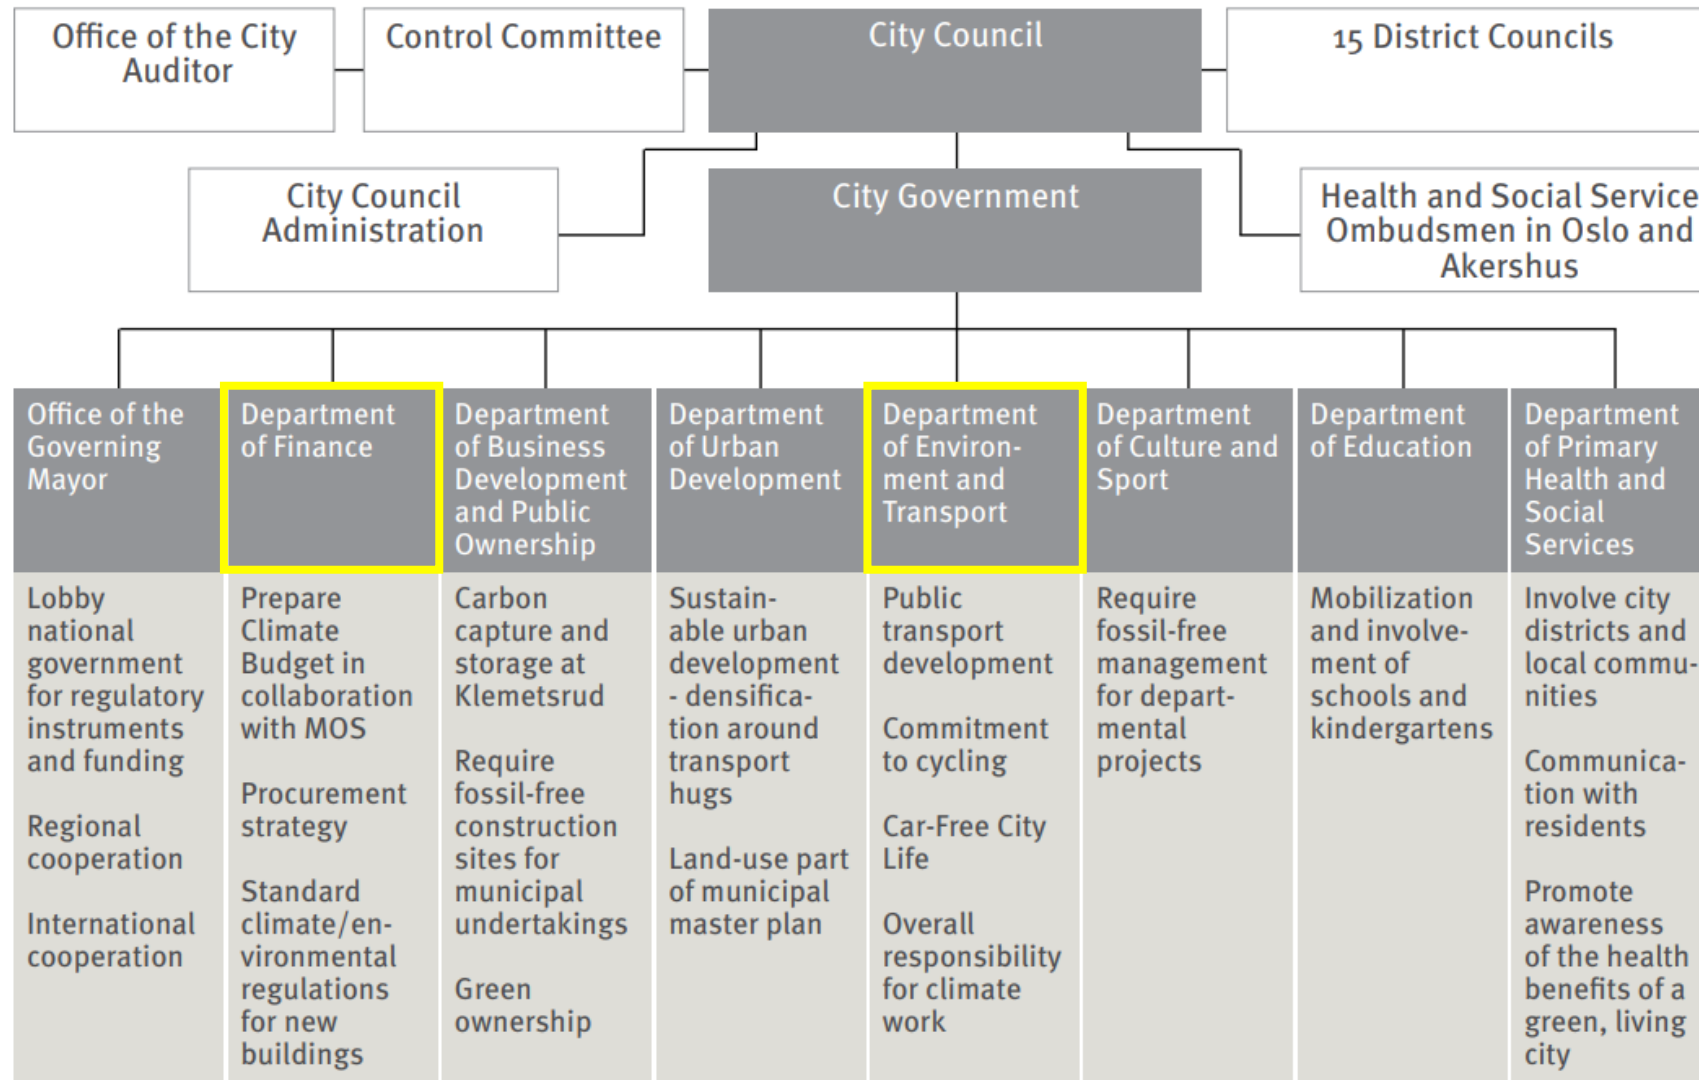 Office of the City
Auditor
Control Committee
City Council
15 District Councils
City Council
Administration
City Government
Health and Social Service
Ombudsmen in Oslo and
Akershus
Office of the
Governing
Mayor
Department
of Finance
Department
of Business
Development
and Public
Ownership
Department
of Urban
Development
Department
of Environ-
ment and
Transport
Department
of Culture and
Sport
Department
of Education
Department
of Primary
Health and
Social
Services
Lobby
national
government
for regulatory
instruments
and funding
Regional
cooperation
International
cooperation
Prepare
Climate
Budget in
collaboration
with MOS
Procurement
strategy
Standard
climate/en-
vironmental
regulations
for new
buildings
Carbon
capture and
storage at
Klemetsrud
Require
fossil-free
construction
sites for
municipal
undertakings
Green
ownership
Sustain-
able urban
development
- densifica-
tion around
transport
hugs
Land-use part
of municipal
master plan
Public
transport
development
Commitment
to cycling
Car-Free City
Life
Overall
responsibility
for climate
work
Require
fossil-free
management
for depart-
mental
projects
Mobilization
and involve-
ment of
schools and
kindergartens
Involve city
districts and
local commu-
nities
Communica-
tion with
residents
Promote
awareness
of the health
benefits of a
green, living
city